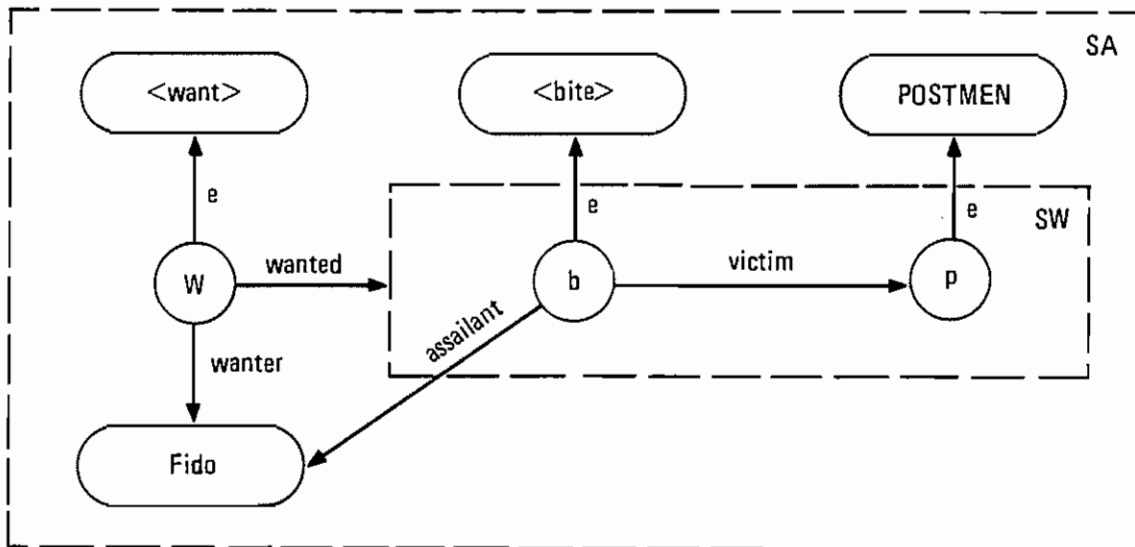 SA
<want>
<bite>
POSTMEN
e
e
e
SW
W
wanted
b
victim
p
assailant
wanter
Fido